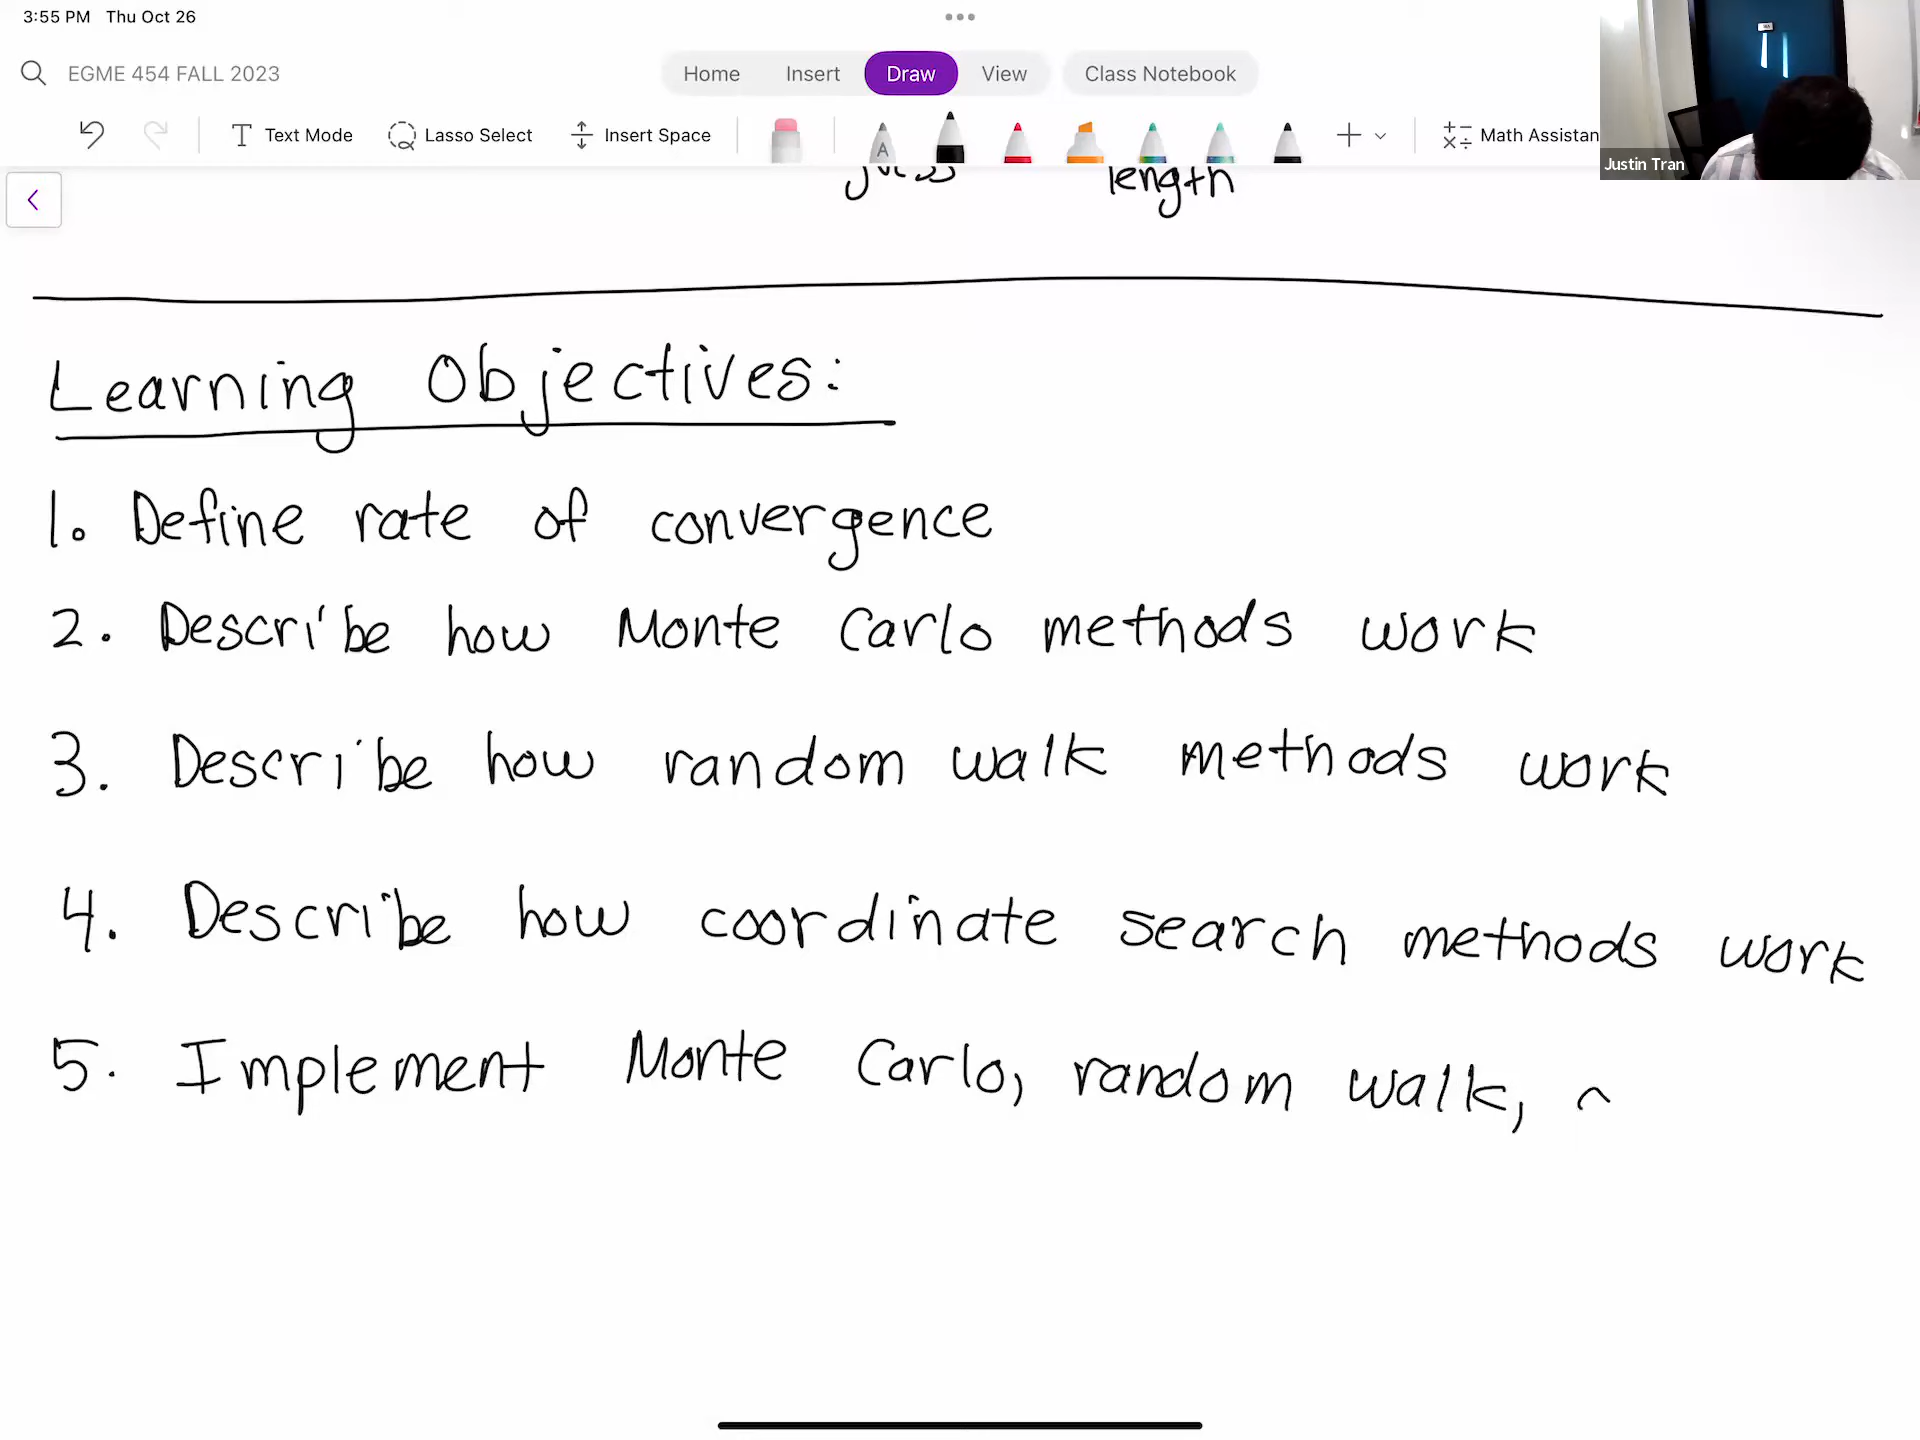 3:55 PM Thu Oct 26
EGME 454 FALL 2023
Home Insert Draw View Class Notebook
Text Mode Lasso Select Insert Space A Math Assistan
Justin Tran
length
Learning Objectives:
1. Define rate of convergence
2. Describe how Monte Carlo methods work
3. Describe how random walk methods work
4. Describe how coordinate search methods work
5. Implement Monte Carlo, random walk,